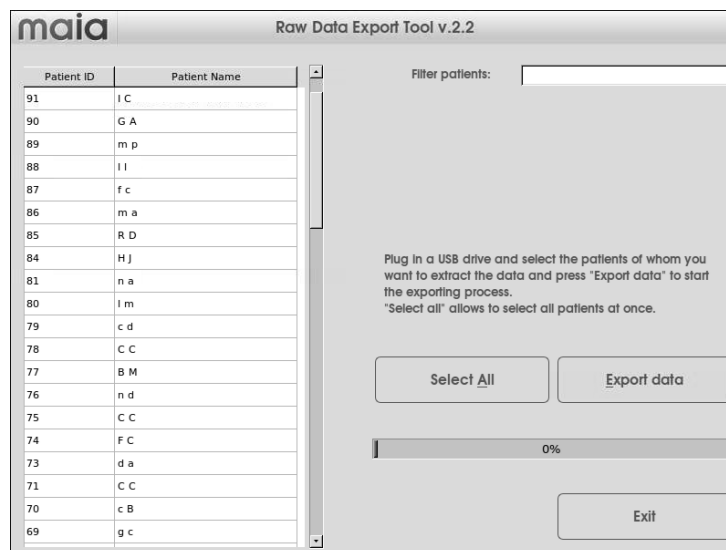 maia
Raw Data Export Tool v.2.2
Patient ID Patient Name
91 I C
90 G A
89 m p
88 I I
87 f c
86 m a
85 R D
84 H J
81 n a
80 I m
79 c d
78 C C
77 B M
76 n d
75 C C
74 F C
73 d a
71 C C
70 c B
69 g c
Filter patients:
Plug in a USB drive and select the patients of whom you
want to extract the data and press "Export data" to start
the exporting process.
"Select all" allows to select all patients at once.
Select All
Export data
0%
Exit